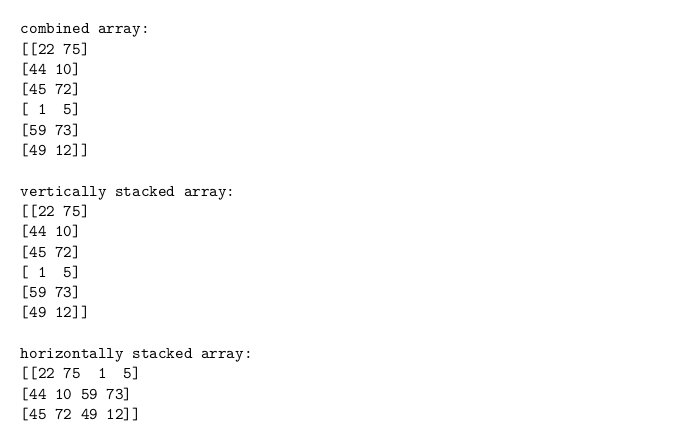 combined array:
[[22 75]
[44 10]
[45 72]
[ 1  5]
[59 73]
[49 12]]
vertically stacked array:
[[22 75]
[44 10]
[45 72]
[ 1  5]
[59 73]
[49 12]]
horizontally stacked array:
[[22 75  1  5]
[44 10 59 73]
[45 72 49 12]]